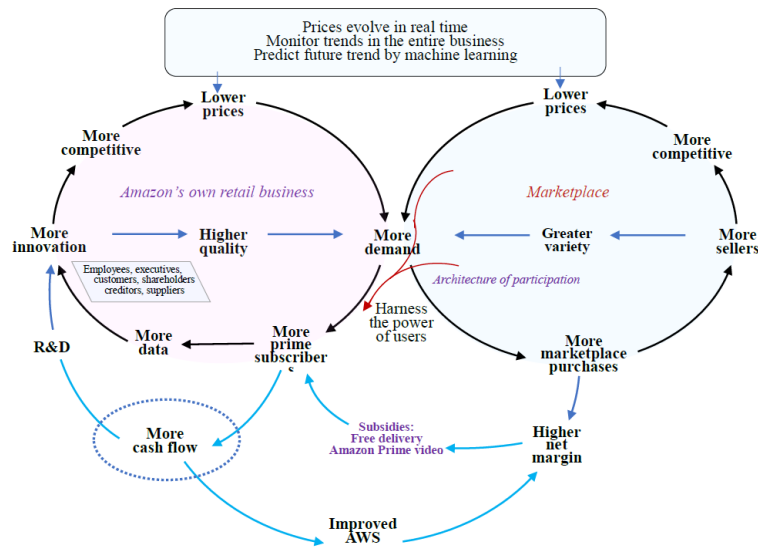 Prices evolve in real time
Monitor trends in the entire business
Predict future trend by machine learning
Lower
prices
Lower
prices
More
competitive
More
competitive
Amazon's own retail business
Marketplace
More
innovation
Higher
quality
More
demand
Greater
variety
More
sellers
Employees, executives,
customers, shareholders
creditors, suppliers
Architecture of participation
Harness
the power
of users
R&D
More
data
More
prime
subscriber
s
More
marketplace
purchases
More
cash flow
Subsidies:
Free delivery
Amazon Prime video
Higher
net
margin
Improved
AWS